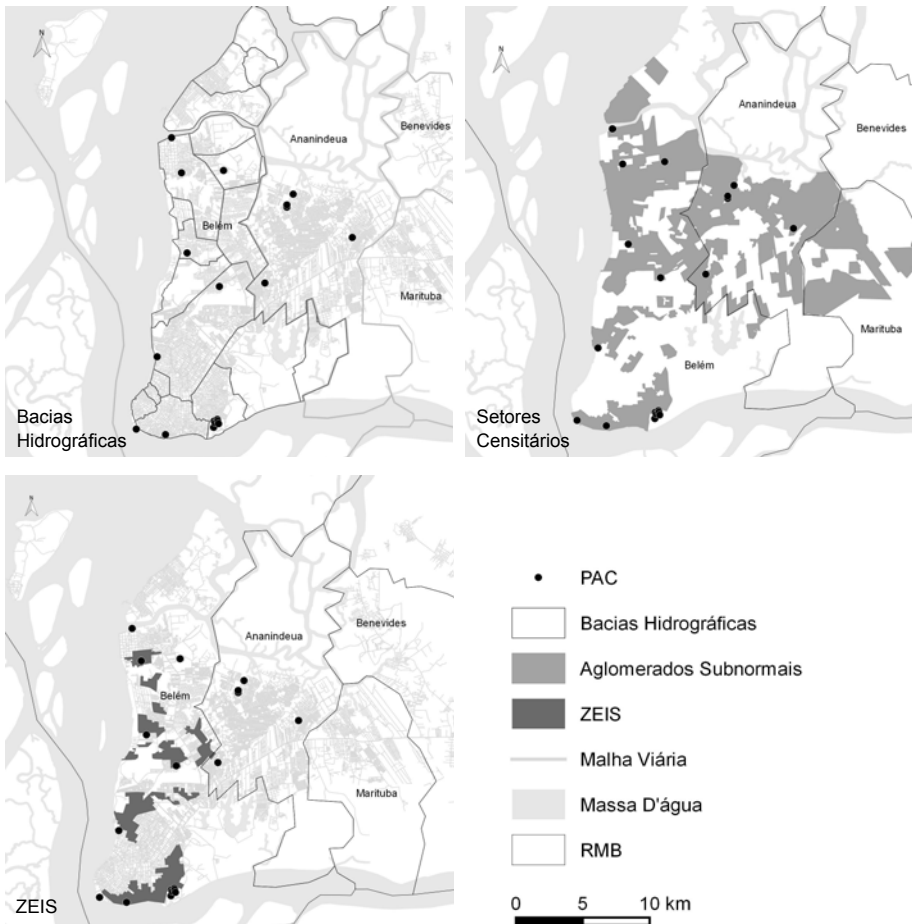 N
Ananindeua
Benevides
Belém
Marituba
Bacias
Hidrográficas
N
Ananindeua
Benevides
Marituba
Belém
Setores
Censitários
N
Benevides
Ananindeua
Belém
Marituba
ZEIS
PAC
Bacias Hidrográficas
Aglomerados Subnormais
ZEIS
Malha Viária
Massa D'água
RMB
0 5 10 km